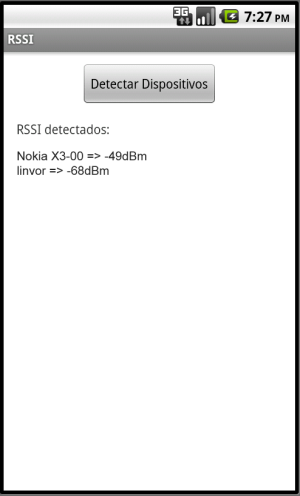 3G 7:27 PM
RSSI
Detectar Dispositivos
RSSI detectados:
Nokia X3-00 => -49dBm
linvor => -68dBm